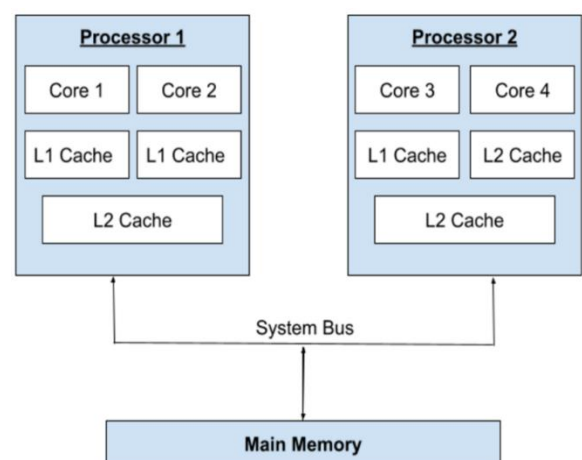 Processor 1
Core 1 Core 2
L1 Cache L1 Cache
L2 Cache
Processor 2
Core 3 Core 4
L1 Cache L2 Cache
L2 Cache
System Bus
Main Memory